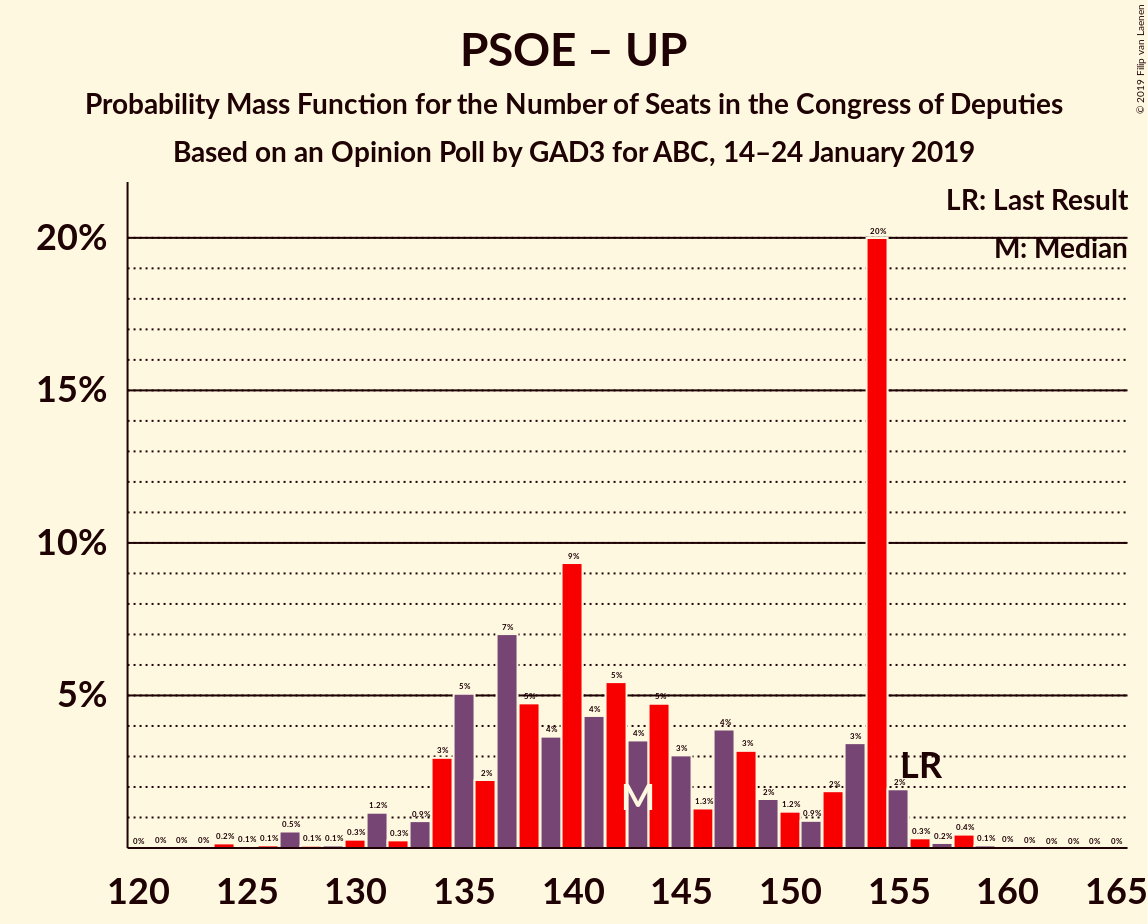 © 2019 Filip van Laenen
PSOE – UP
Probability Mass Function for the Number of Seats in the Congress of Deputies
Based on an Opinion Poll by GAD3 for ABC, 14–24 January 2019
LR: Last Result
M: Median
20%
15%
10%
5%
0% 0% 0% 0% 0.2% 0.1% 0.1% 0.5% 0.1% 0.1% 0.3% 1.2% 0.3% 0.9% 3% 5% 2% 7% 5% 4% 9% 4% 5% 4% 5% 3% 1.3% 4% 3% 2% 1.2% 0.9% 2% 3% 20% 2% 0.3% 0.2% 0.4% 0.1% 0% 0% 0% 0% 0% 0%
M
LR
120 125 130 135 140 145 150 155 160 165